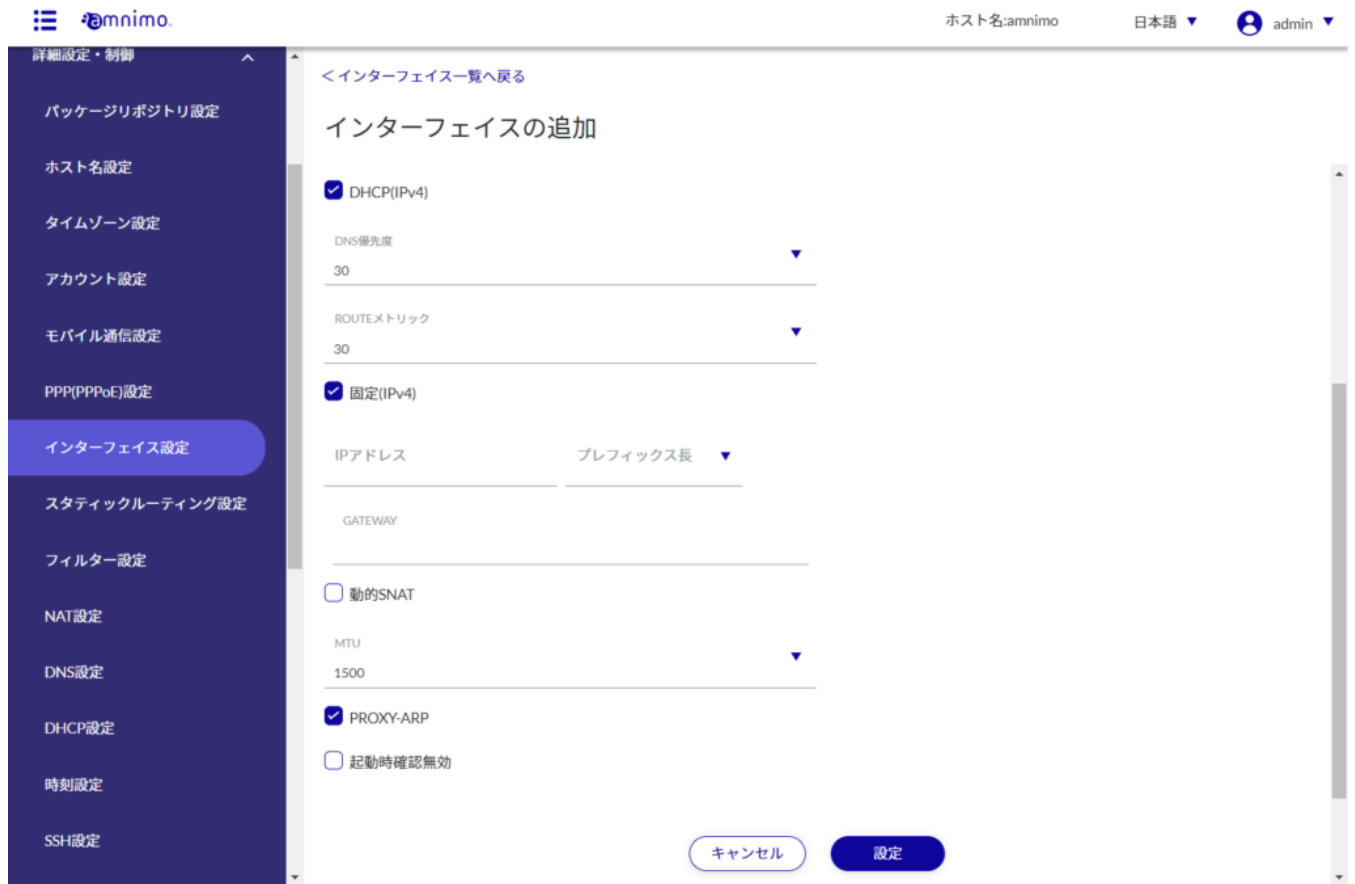 amnimo.
ホスト名:amnimo
日本語
admin
詳細設定・制御
パッケージリポジトリ設定
ホスト名設定
タイムゾーン設定
アカウント設定
モバイル通信設定
PPP(PPPoE)設定
インターフェイス設定
スタティックルーティング設定
フィルター設定
NAT設定
DNS設定
DHCP設定
時刻設定
SSH設定
<インターフェイス一覧へ戻る
インターフェイスの追加
DHCP(IPv4)
DNS優先度
30
ROUTEメトリック
30
固定(IPv4)
IPアドレス プレフィックス長
GATEWAY
動的SNAT
MTU
1500
PROXY-ARP
起動時確認無効
キャンセル 設定